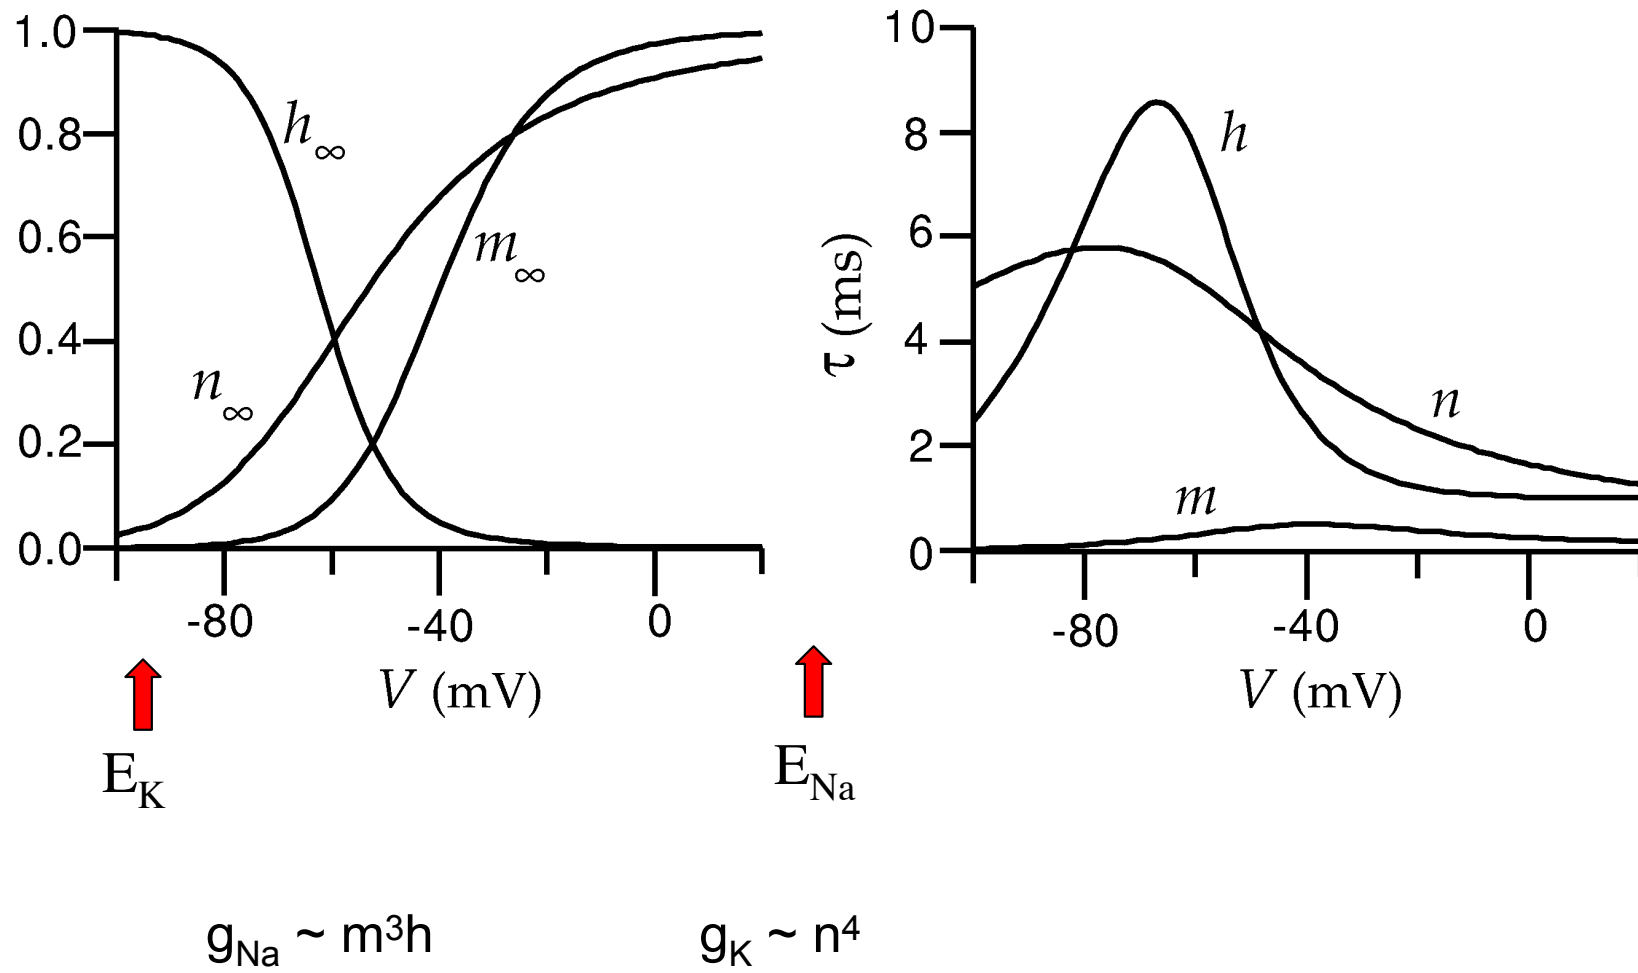 1.0
0.8
0.6
0.4
0.2
0.0
h∞
n∞
m∞
-80
-40
0
V (mV)
E_K
E_Na
10
8
6
4
2
0
τ (ms)
h
n
m
-80
-40
0
V (mV)
g_Na ~ m³h
g_K ~ n⁴